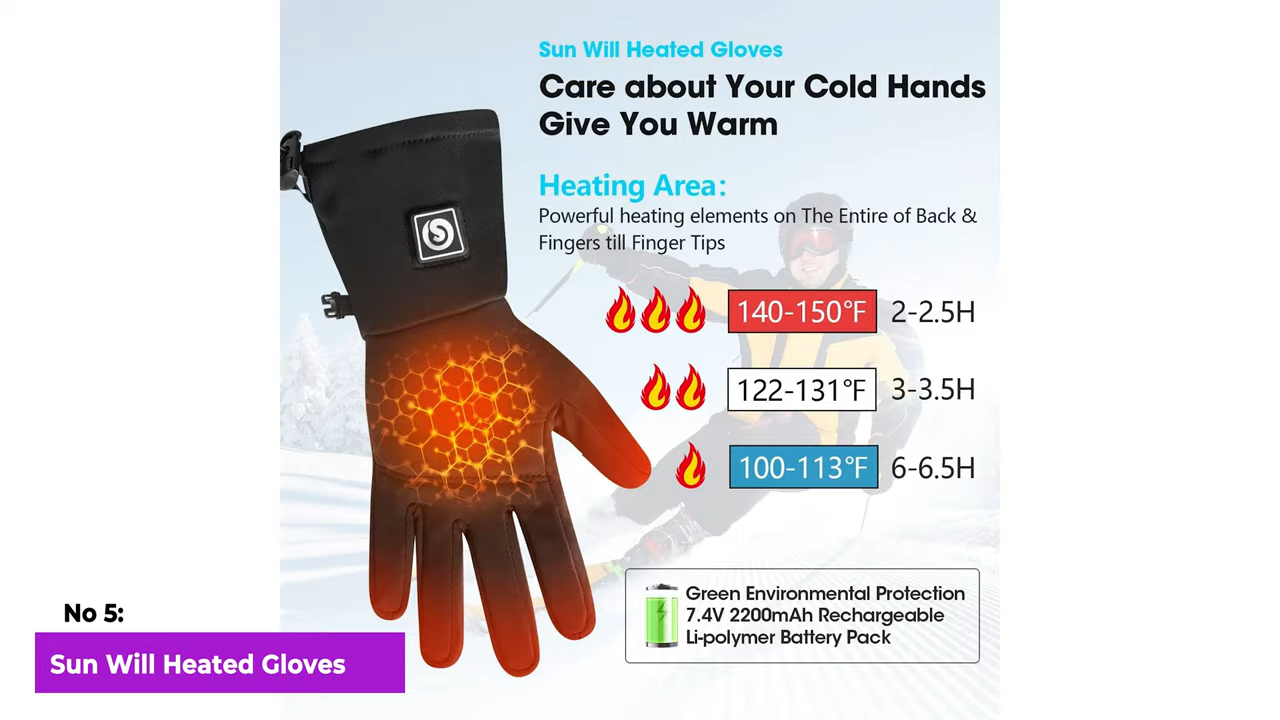 Sun Will Heated Gloves
Care about Your Cold Hands
Give You Warm
Heating Area:
Powerful heating elements on The Entire of Back &
Fingers till Finger Tips
140-150°F 2-2.5H
122-131°F 3-3.5H
100-113°F 6-6.5H
Green Environmental Protection
7.4V 2200mAh Rechargeable
Li-polymer Battery Pack
No 5:
Sun Will Heated Gloves